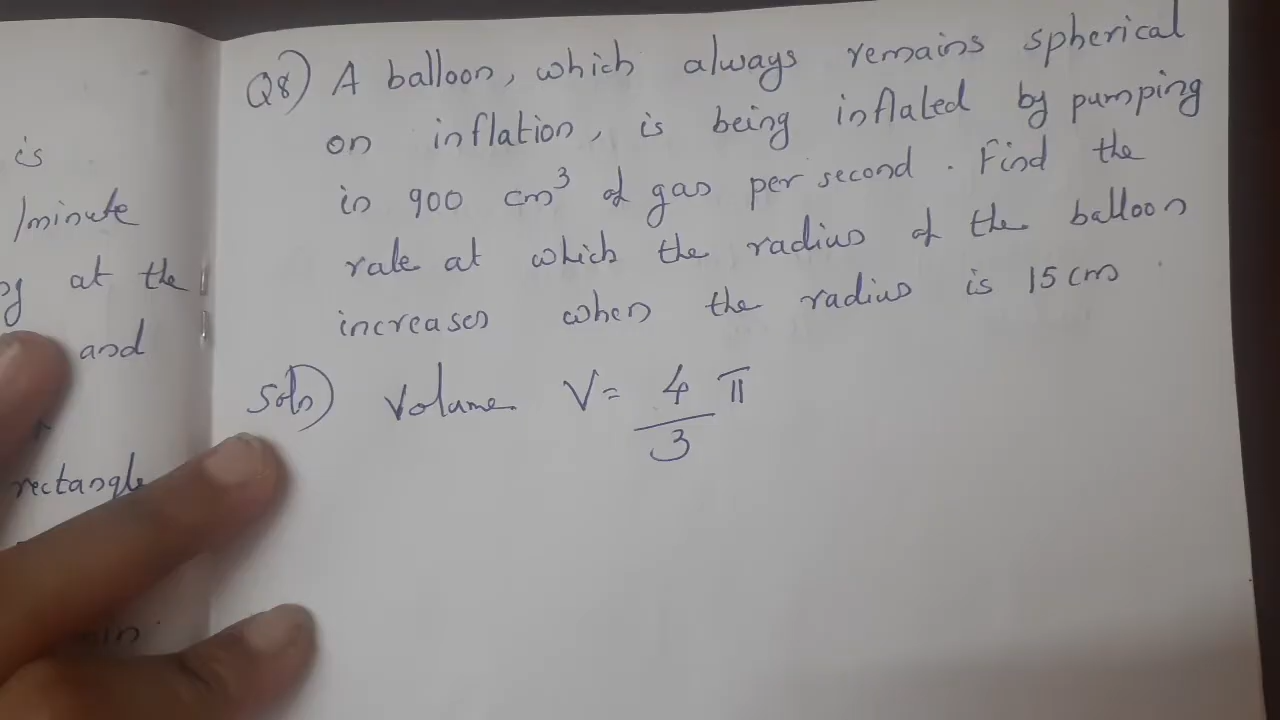 is
/minute
at the
and
rectangle
Q8) A balloon, which always remains spherical
on inflation, is being inflated by pumping
in 900 cm³ of gas per second. Find the
rate at which the radius of the balloon
increases when the radius is 15 cm
Soln) Volume V = 4/3 π